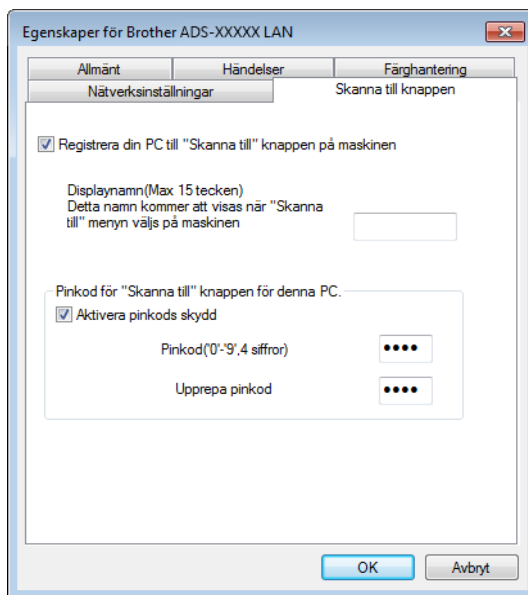 Egenskaper för Brother ADS-XXXXX LAN
Allmänt
Händelser
Färghantering
Nätverksinställningar
Skanna till knappen
Registrera din PC till "Skanna till" knappen på maskinen
Displaynamn(Max 15 tecken)
Detta namn kommer att visas när "Skanna
till" menyn väljs på maskinen
Pinkod för "Skanna till" knappen för denna PC.
Aktivera pinkods skydd
Pinkod('0'-'9',4 siffror)
••••
Upprepa pinkod
••••
OK
Avbryt